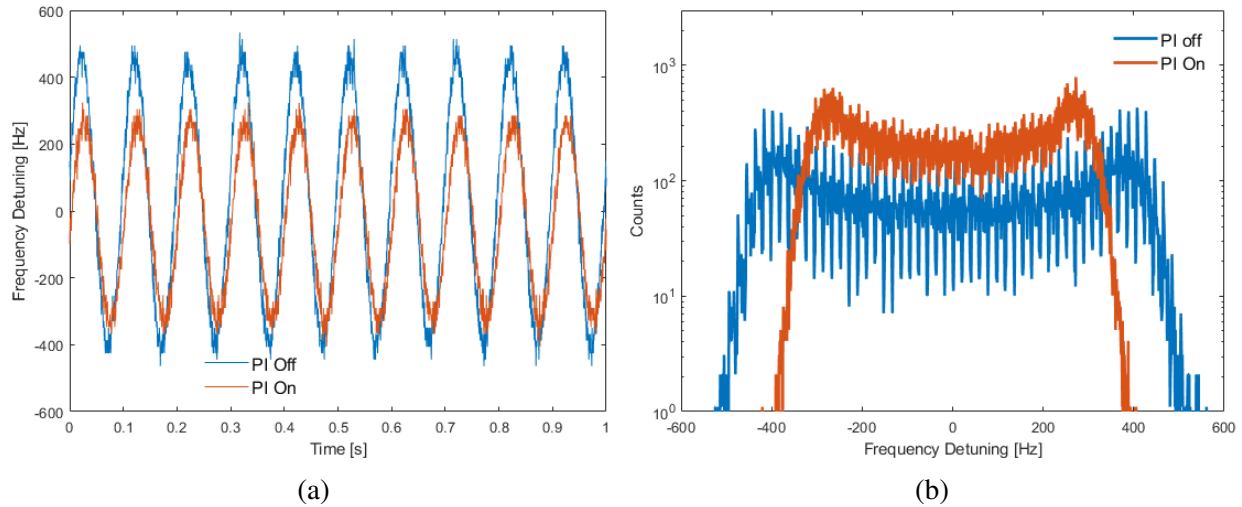 600
400
200
0
-200
-400
-600
Frequency Detuning [Hz]
PI Off
PI On
0 0.1 0.2 0.3 0.4 0.5 0.6 0.7 0.8 0.9 1
Time [s]
(a)
10^3
10^2
10^1
10^0
Counts
PI off
PI On
-600 -400 -200 0 200 400 600
Frequency Detuning [Hz]
(b)